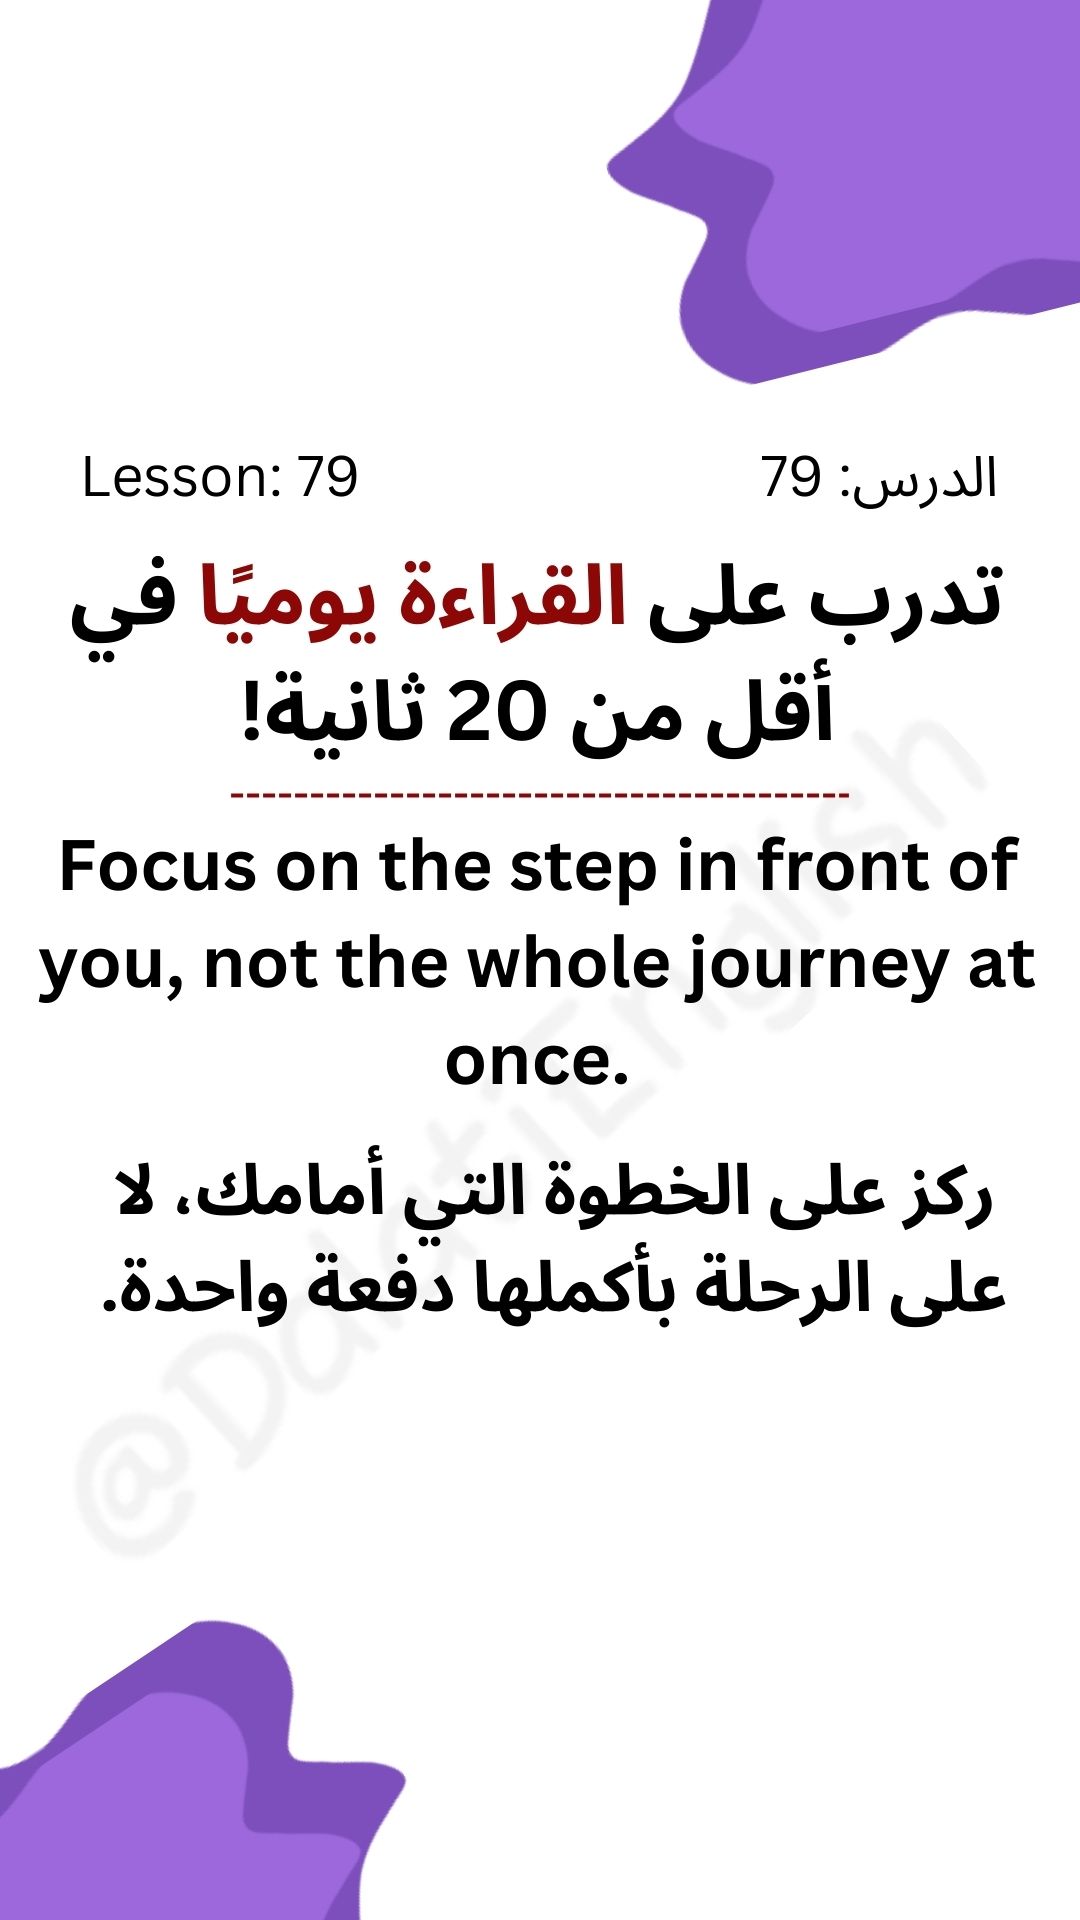 Lesson: 79
الدرس: 79
تدرب على القراءة يوميًا في
أقل من 20 ثانية!
---------------------------------------
Focus on the step in front of
you, not the whole journey at
once.
ركز على الخطوة التي أمامك، لا
على الرحلة بأكملها دفعة واحدة.
@DdatiEnglish